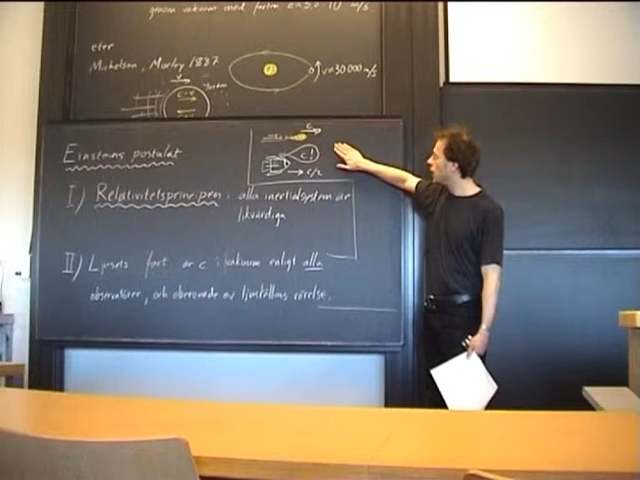 genom vakuum med farten c = 3,0 · 10 m/s
eter
Michelson, Morley 1887
v = 30 000 m/s
v
c-v
c
c!
c/2
Einsteins postulat
I) Relativitetsprincipen: alla inertialsystem är
likvärdiga
II) Ljusets fart är c i vakuum enligt alla
observatörer, och oberoende av ljuskällans rörelse.